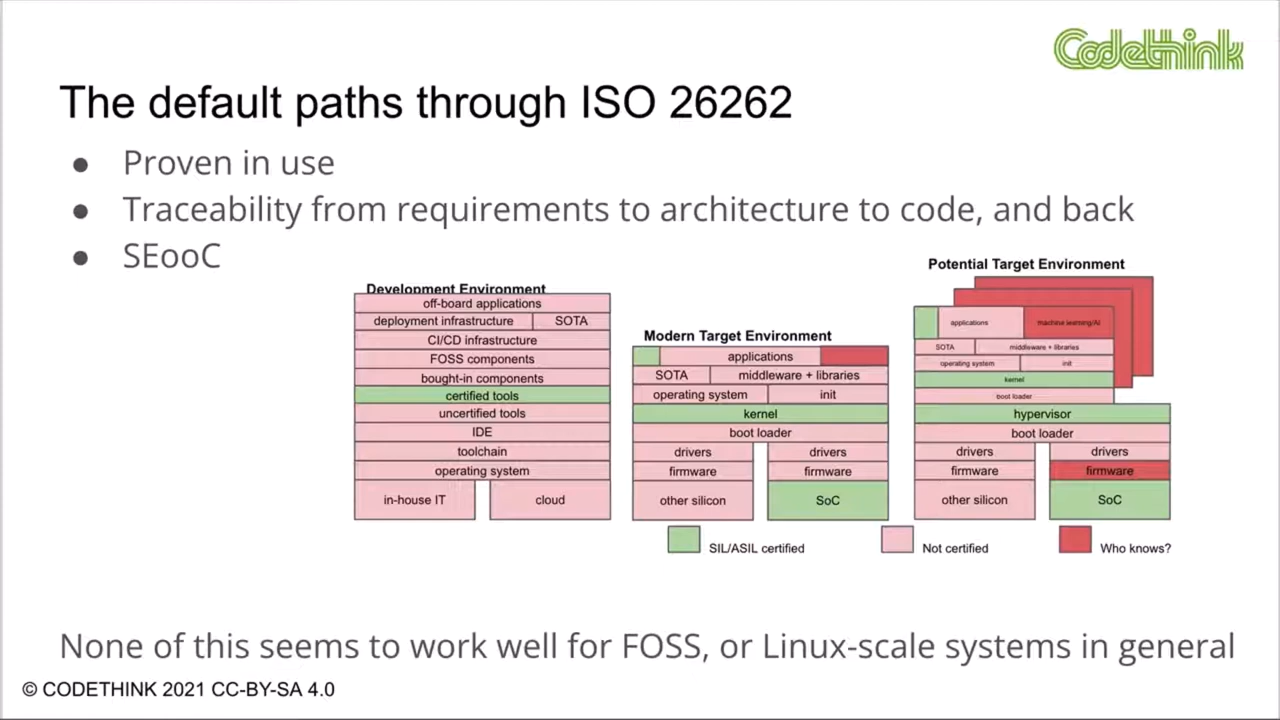 Codethink
The default paths through ISO 26262
● Proven in use
● Traceability from requirements to architecture to code, and back
● SEooC
Development Environment
off-board applications
deployment infrastructure SOTA
CI/CD infrastructure
FOSS components
bought-in components
certified tools
uncertified tools
IDE
toolchain
operating system
in-house IT cloud
Modern Target Environment
applications
SOTA middleware + libraries
operating system init
kernel
boot loader
drivers drivers
firmware firmware
other silicon SoC
Potential Target Environment
applications machine learning/AI
SOTA middleware + libraries
operating system init
kernel
boot loader
hypervisor
boot loader
drivers drivers
firmware firmware
other silicon SoC
SIL/ASIL certified Not certified Who knows?
None of this seems to work well for FOSS, or Linux-scale systems in general
© CODETHINK 2021 CC-BY-SA 4.0